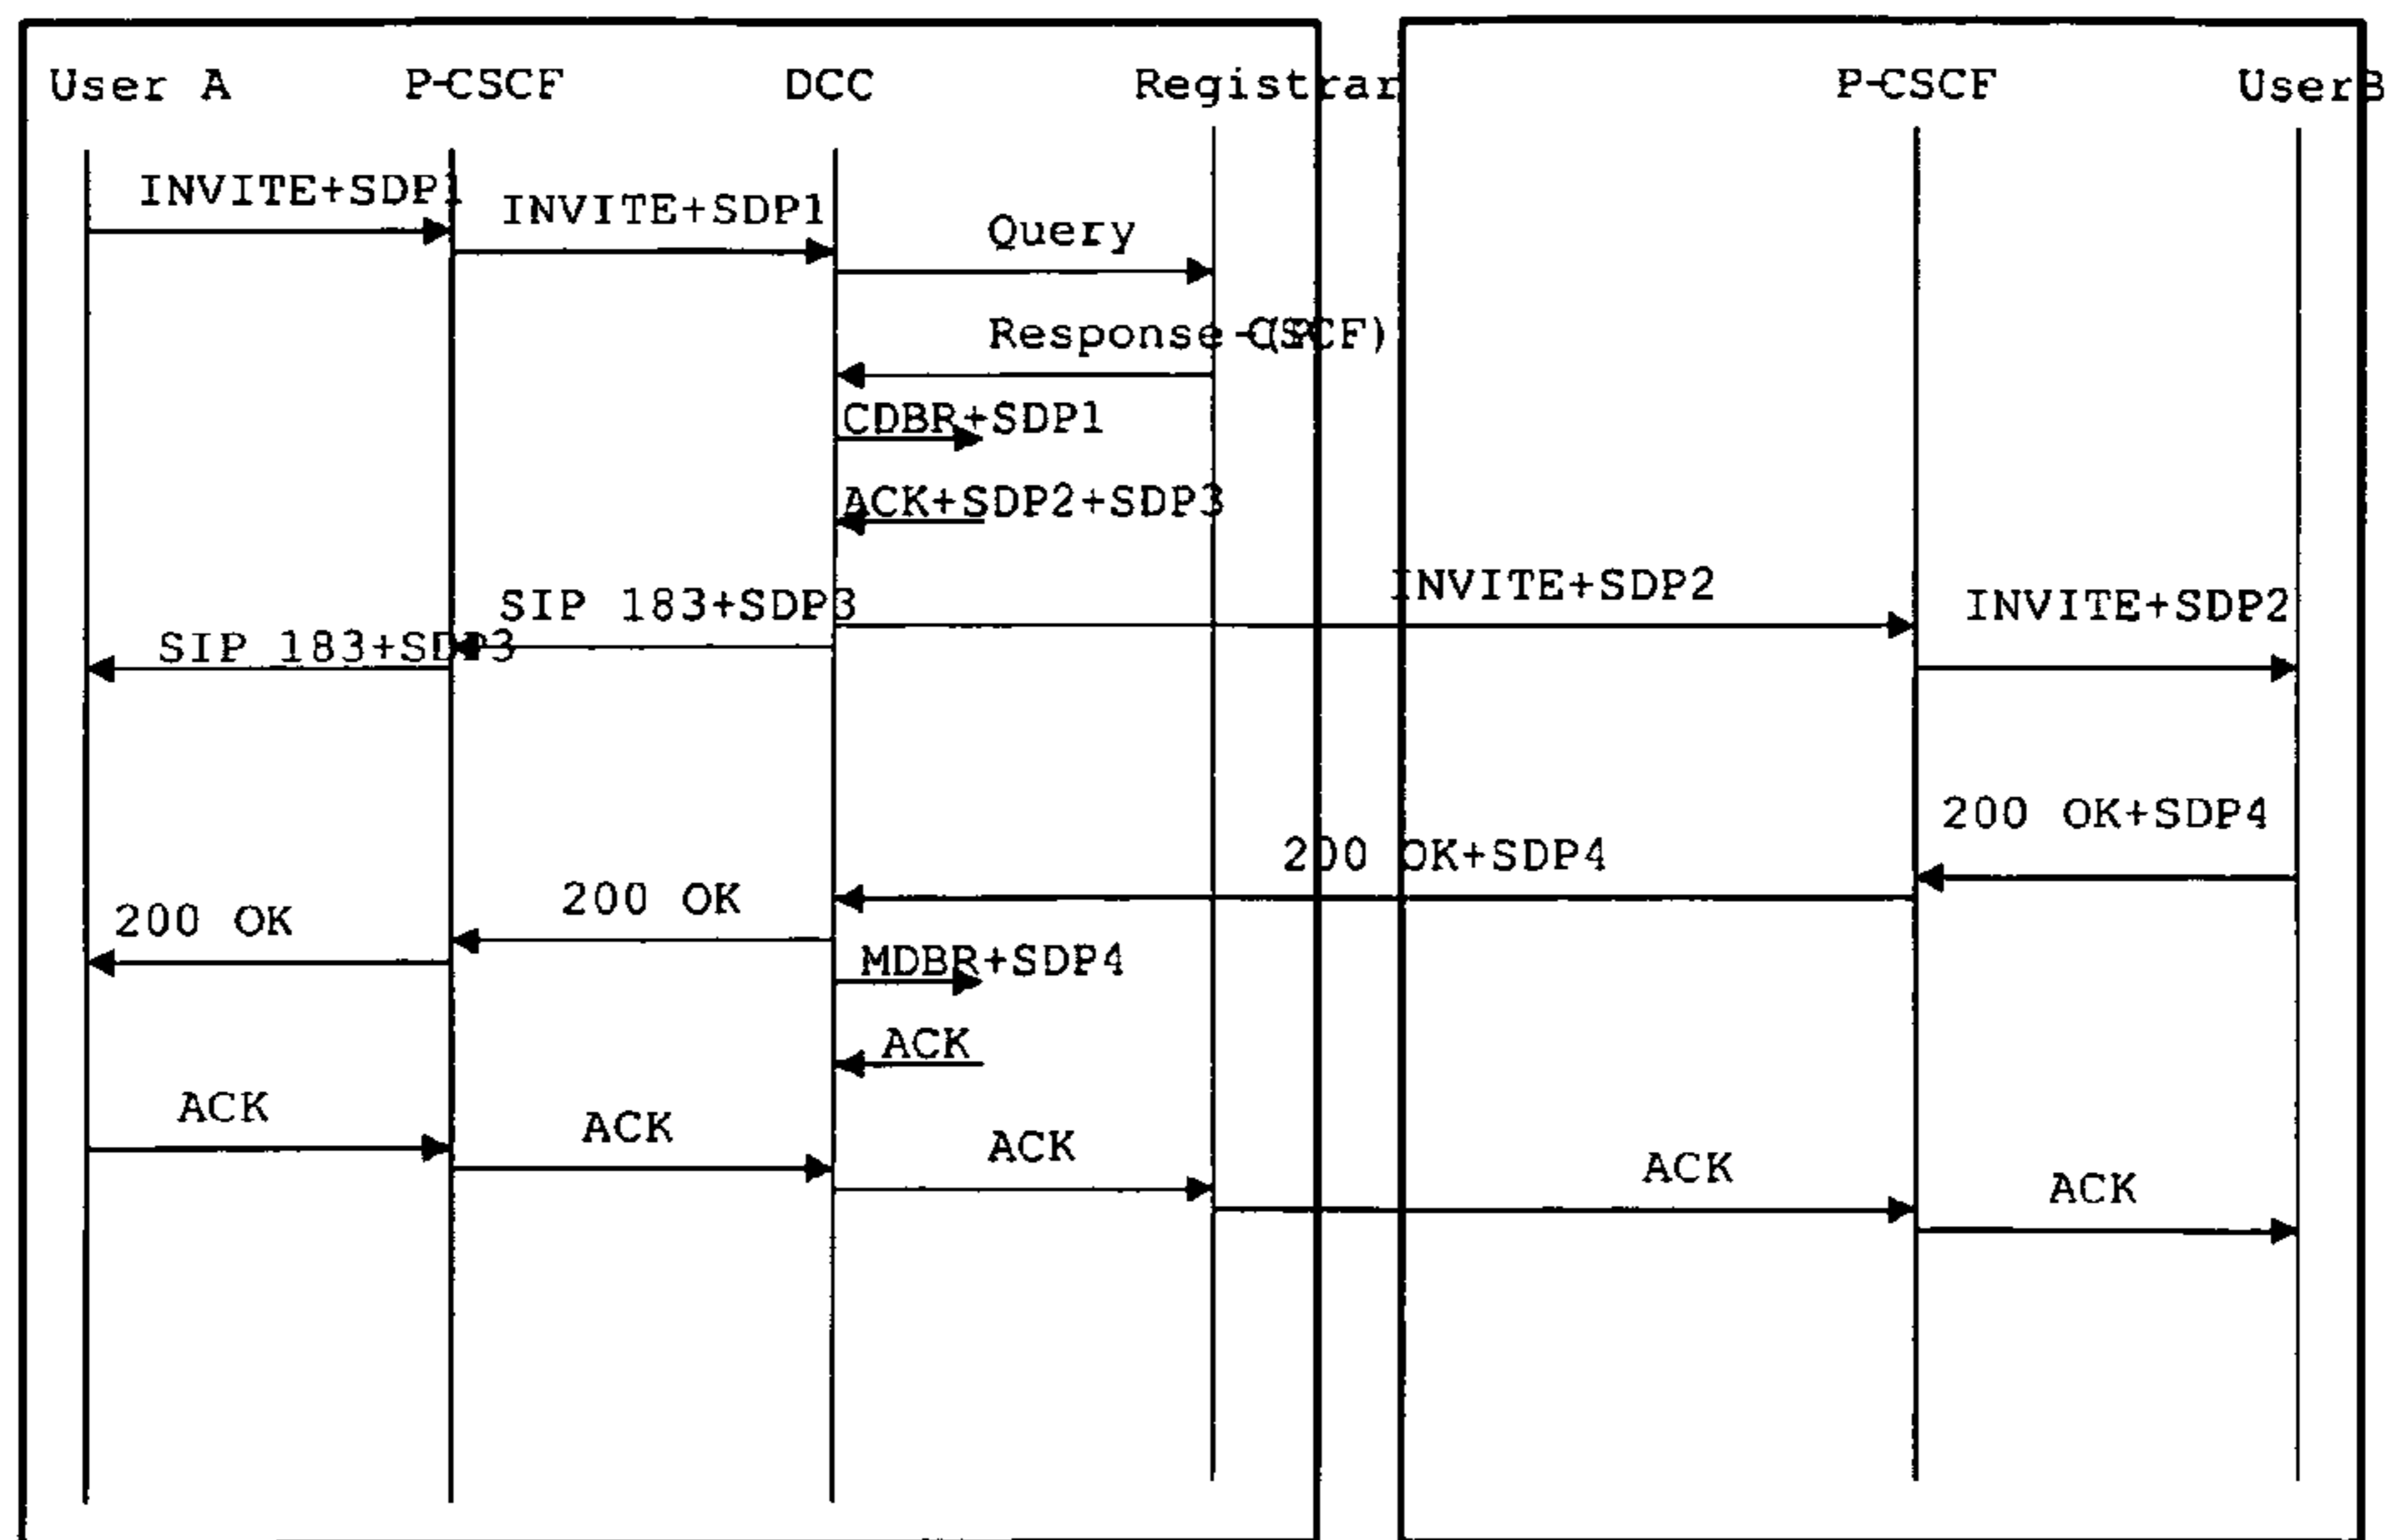 User A P-CSCF DCC Registrar P-CSCF UserB
INVITE+SDP1
INVITE+SDP1
Query
Response
CDBR+SDP1
ACK+SDP2+SDP3
INVITE+SDP2
SIP 183+SDP3
INVITE+SDP2
SIP 183+SDP3
200 OK+SDP4
200 OK+SDP4
200 OK
200 OK
MDBR+SDP4
ACK
ACK
ACK
ACK
ACK
ACK